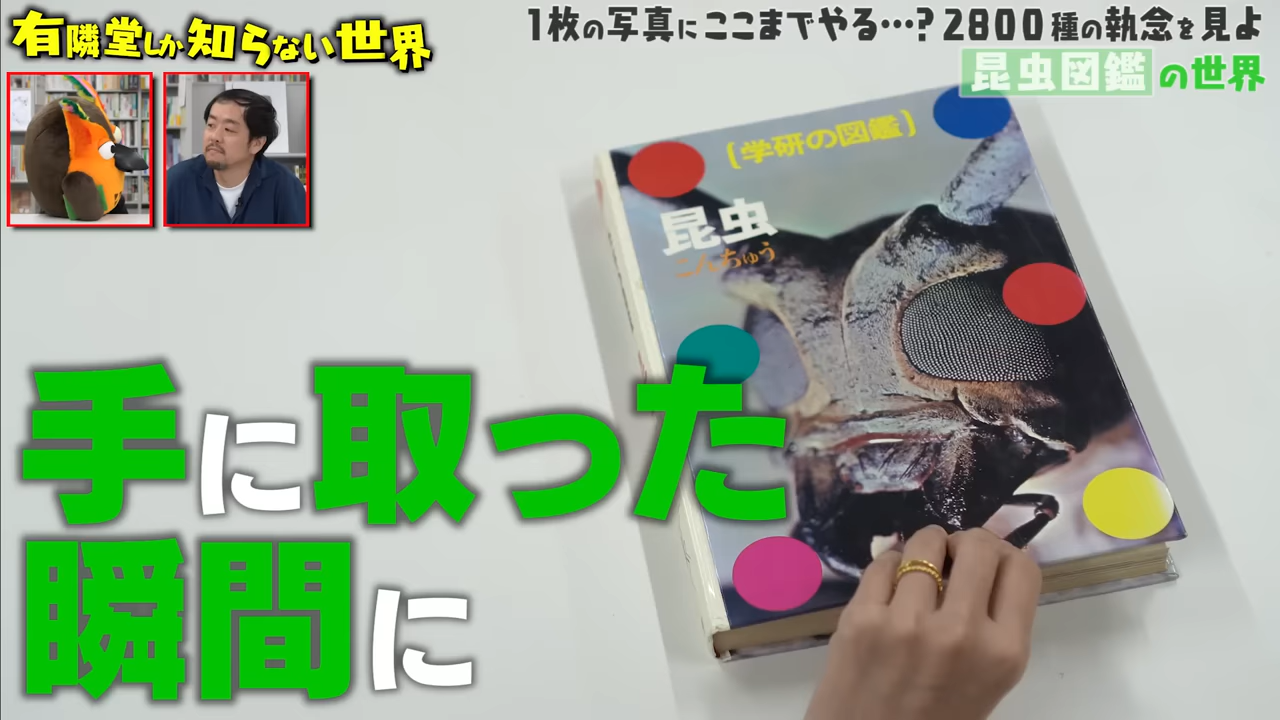 有隣堂しか知らない世界
1枚の写真にここまでやる…?2800種の執念を見よ
昆虫図鑑の世界
[学研の図鑑]
昆虫
こんちゅう
手に取った
瞬間に